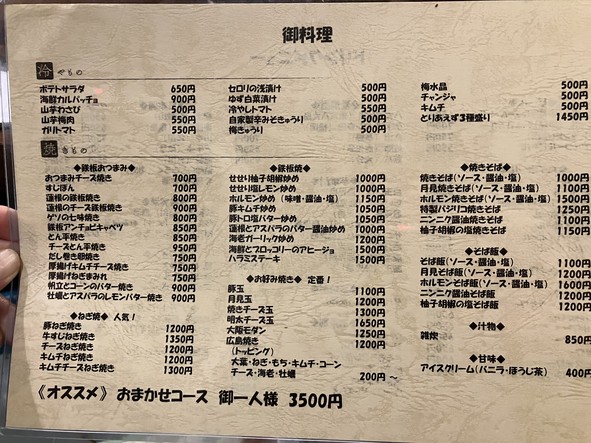 御料理
冷 やもの
ポテトサラダ 650円
海鮮カルパッチョ 900円
山芋わさび 550円
山芋梅肉 550円
ガリトマト 550円
セロリの浅漬け 500円
ゆず白菜漬け 500円
冷やしトマト 550円
自家製辛みそきゅうり 500円
梅きゅうり 500円
梅水晶 500円
チャンジャ 500円
キムチ 500円
とりあえず3種盛り 1450円
焼 きもの
◆鉄板おつまみ◆
おつまみチーズ焼き 700円
すじぽん 700円
蓮根の鉄板焼き 800円
蓮根のチーズ鉄板焼き 900円
ゲソの七味焼き 800円
鉄板アンチョビキャベツ 850円
とん平焼き 850円
チーズとん平焼き 950円
だし巻き卵焼き 750円
厚揚げキムチチーズ焼き 750円
厚揚げねぎまみれ 750円
帆立とコーンのバター焼き 900円
牡蠣とアスパラのレモンバター焼き 900円
◆ねぎ焼き◆ 人気!
豚ねぎ焼き 1200円
牛すじねぎ焼き 1350円
チーズねぎ焼き 1200円
キムチねぎ焼き 1200円
キムチチーズねぎ焼き 1300円
◆鉄板焼◆
せせり柚子胡椒炒め 1000円
せせり塩レモン炒め 1000円
ホルモン炒め(味噌・醤油・塩) 1150円
豚キムチ炒め 1050円
豚トロ塩バター炒め 1050円
蓮根とアスパラのバター醤油炒め 1000円
海老ガーリック炒め 1200円
海鮮とブロッコリーのアヒージョ 1500円
ハラミステーキ 1500円
◆お好み焼き◆ 定番!
豚玉 1100円
月見玉 1200円
焼きチーズ玉 1300円
明太チーズ玉 1650円
大阪モダン 1250円
広島焼き 1200円
(トッピング)
大葉・ねぎ・もち・キムチ・コーン
チーズ・海老・牡蠣 200円 ~
◆焼きそば◆
焼きそば(ソース・醤油・塩) 1000円
月見焼きそば(ソース・醤油・塩) 1100円
ホルモン焼きそば(ソース・醤油・塩) 1500円
特製バジリコ焼きそば 1250円
ニンニク醤油焼きそば 1100円
柚子胡椒の塩焼きそば 1100円
◆そば飯◆
そば飯(ソース・醤油・塩) 1100円
月見そば飯(ソース・醤油・塩) 1200円
ホルモンそば飯(ソース・醤油・塩) 1600円
ニンニク醤油そば飯 1200円
柚子胡椒の塩そば飯 1200円
◆汁物◆
雑炊 850円
◆甘味◆
アイスクリーム(バニラ・ほうじ茶) 400円
《オススメ》 おまかせコース 御一人様 3500円